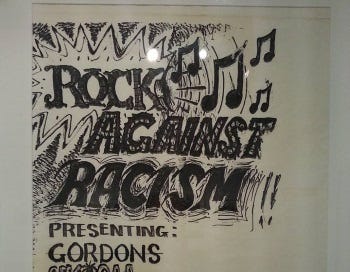 ROCK
AGAINST
RACISM!!
PRESENTING:
GORDONS